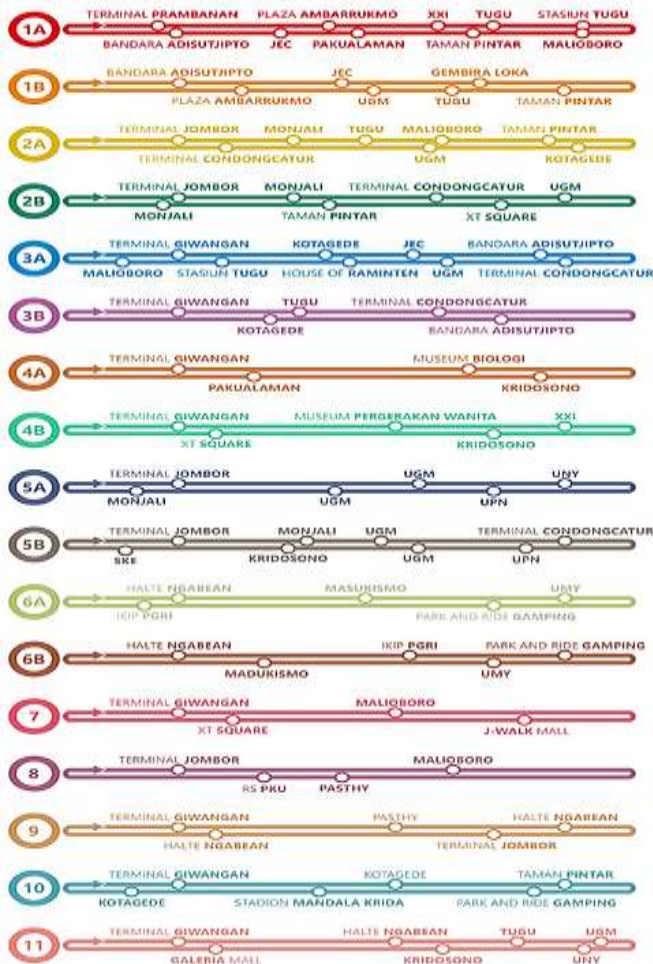 1A
TERMINAL PRAMBANAN PLAZA AMBARRUKMO XXI TUGU STASIUN TUGU
BANDARA ADISUTJIPTO JEC PAKUALAMAN TAMAN PINTAR MALIOBORO
1B
BANDARA ADISUTJIPTO JEC GEMBIRA LOKA
PLAZA AMBARRUKMO UGM TUGU TAMAN PINTAR
2A
TERMINAL JOMBOR MONJALI TUGU MALIOBORO TAMAN PINTAR
TERMINAL CONDONGCATUR UGM KOTAGEDE
2B
TERMINAL JOMBOR MONJALI TERMINAL CONDONGCATUR UGM
MONJALI TAMAN PINTAR XT SQUARE
3A
TERMINAL GIWANGAN KOTAGEDE JEC BANDARA ADISUTJIPTO
MALIOBORO STASIUN TUGU HOUSE OF RAMINTEN UGM TERMINAL CONDONGCATUR
3B
TERMINAL GIWANGAN TUGU TERMINAL CONDONGCATUR
KOTAGEDE BANDARA ADISUTJIPTO
4A
TERMINAL GIWANGAN MUSEUM BIOLOGI
PAKUALAMAN KRIDOSONO
4B
TERMINAL GIWANGAN MUSEUM PERGERAKAN WANITA XXI
XT SQUARE KRIDOSONO
5A
TERMINAL JOMBOR UGM UNY
MONJALI UGM UPN
5B
TERMINAL JOMBOR MONJALI UGM TERMINAL CONDONGCATUR
SKE KRIDOSONO UGM UPN
6A
HALTE NGABEAN MASUKISMO UMY
IKIP PGRI PARK AND RIDE GAMPING
6B
HALTE NGABEAN IKIP PGRI PARK AND RIDE GAMPING
MADUKISMO UMY
7
TERMINAL GIWANGAN MALIOBORO
XT SQUARE J-WALK MALL
8
TERMINAL JOMBOR MALIOBORO
RS PKU PASTHY
9
TERMINAL GIWANGAN PASTHY HALTE NGABEAN
HALTE NGABEAN TERMINAL JOMBOR
10
TERMINAL GIWANGAN KOTAGEDE TAMAN PINTAR
KOTAGEDE STADION MANDALA KRIDA PARK AND RIDE GAMPING
11
TERMINAL GIWANGAN HALTE NGABEAN TUGU UGM
GALERIA MALL KRIDOSONO UNY